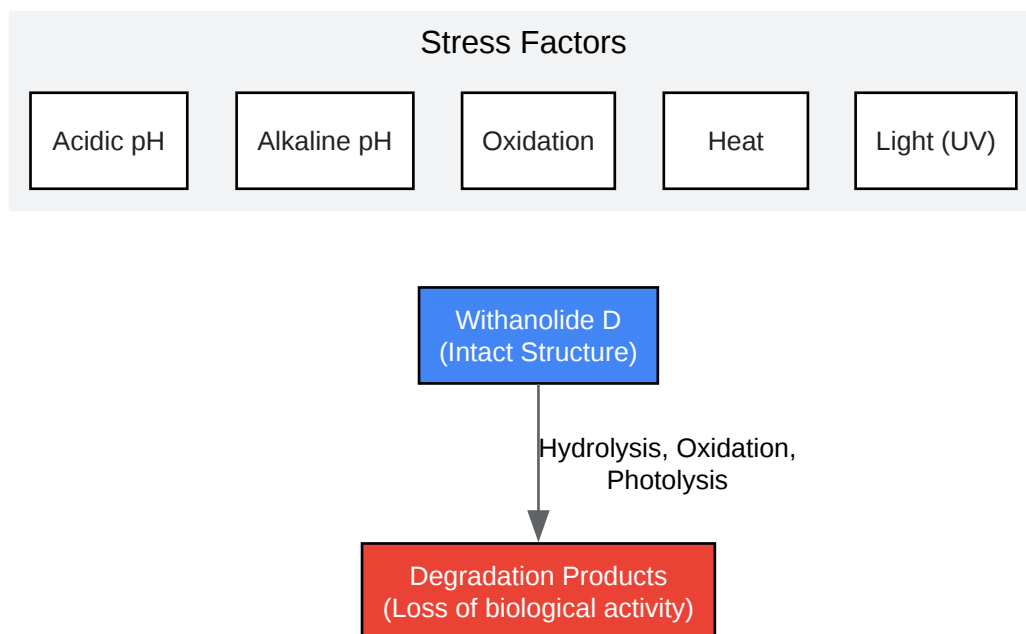 Stress Factors
Acidic pH
Alkaline pH
Oxidation
Heat
Light (UV)
Withanolide D
(Intact Structure)
Hydrolysis, Oxidation,
Photolysis
Degradation Products
(Loss of biological activity)